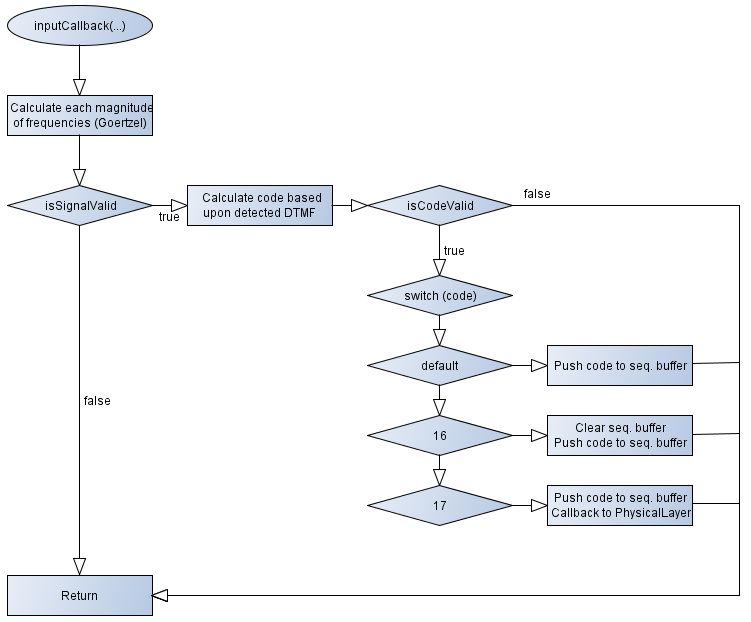 inputCallback(...)
Calculate each magnitude
of frequencies (Goertzel)
isSignalValid
true
Calculate code based
upon detected DTMF
isCodeValid
false
true
switch (code)
default
Push code to seq. buffer
false
16
Clear seq. buffer
Push code to seq. buffer
17
Push code to seq. buffer
Callback to PhysicalLayer
Return